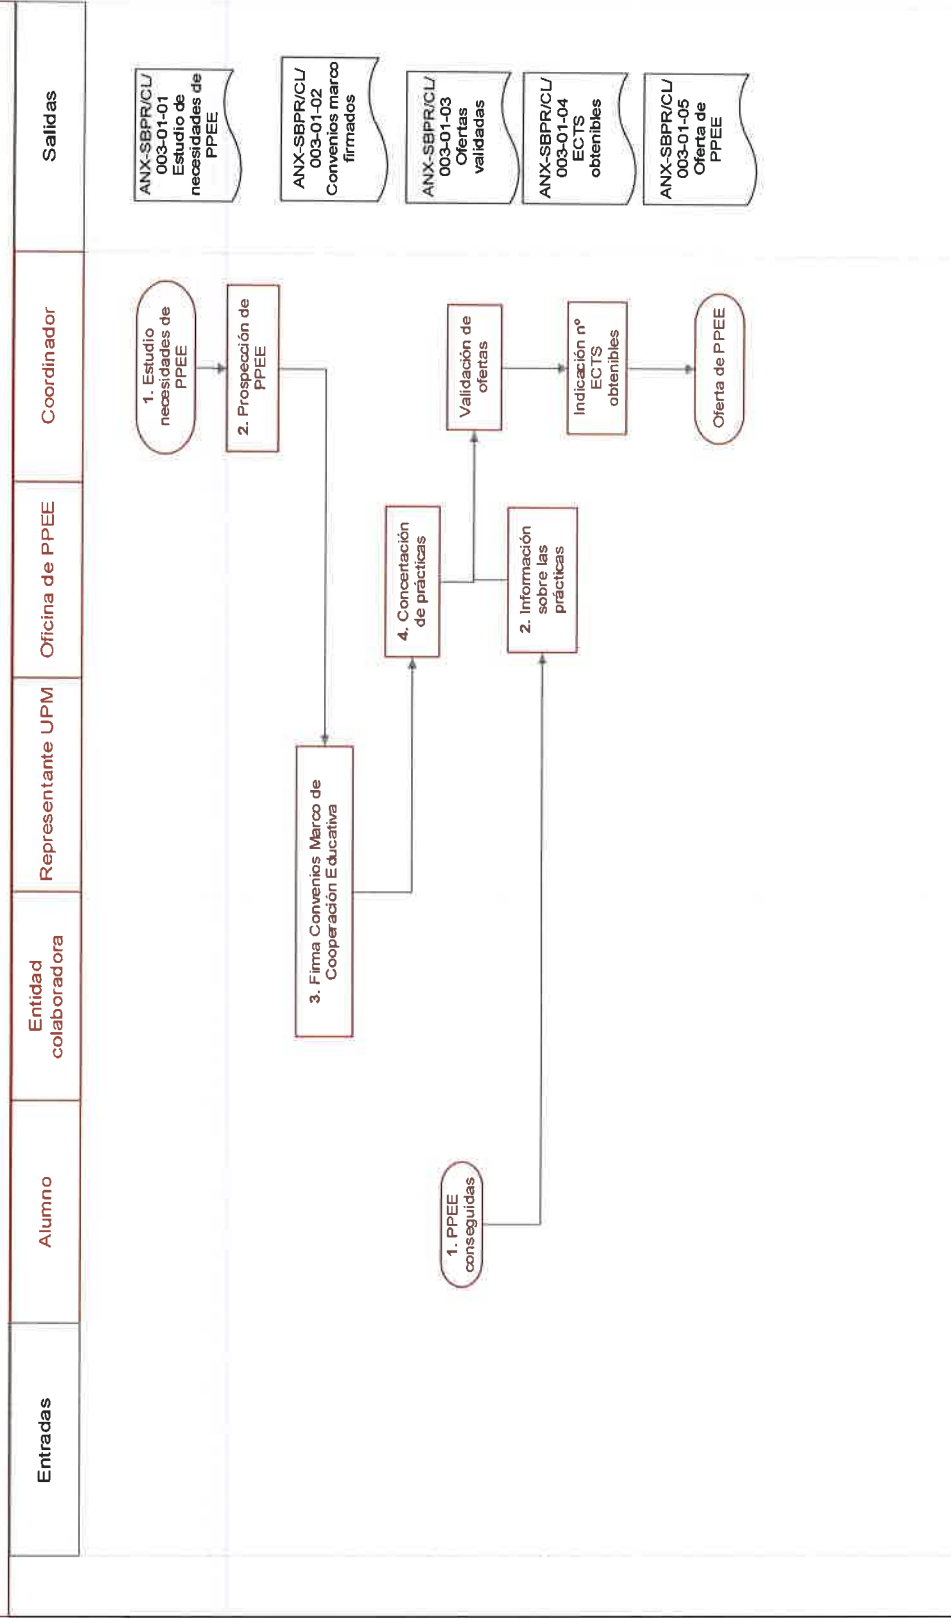 Entradas
Alumno
Entidad
colaboradora
Representante UPM
Oficina de PPEE
Coordinador
Salidas
1. Estudio
necesidades de
PPEE
ANX-SBPR/CL/
003-01-01
Estudio de
necesidades de
PPEE
2. Prospección de
PPEE
3. Firma Convenios Marco de
Cooperación Educativa
ANX-SBPR/CL/
003-01-02
Convenios marco
firmados
4. Concertación
de prácticas
1. PPEE
conseguidas
Validación de
ofertas
ANX-SBPR/CL/
003-01-03
Ofertas
validadas
2. Información
sobre las
prácticas
Indicación nº
ECTS
obtenibles
ANX-SBPR/CL/
003-01-04
ECTS
obtenibles
Oferta de PPEE
ANX-SBPR/CL/
003-01-05
Oferta de
PPEE